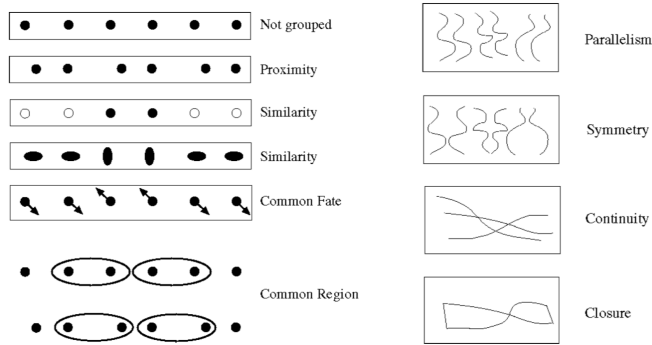 Not grouped
Proximity
Similarity
Similarity
Common Fate
Common Region
Parallelism
Symmetry
Continuity
Closure